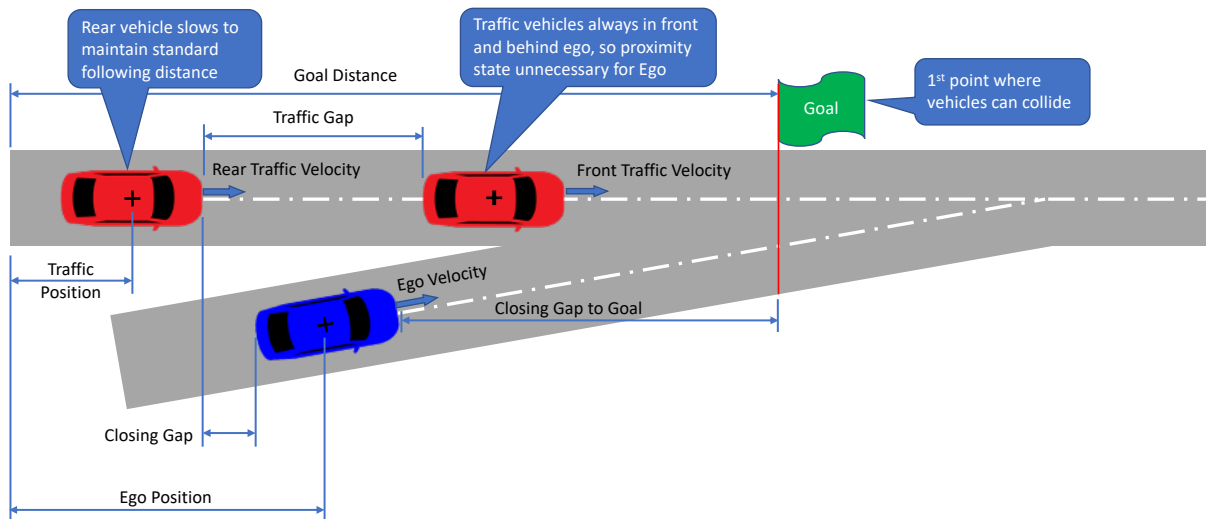 Rear vehicle slows to
maintain standard
following distance
Traffic vehicles always in front
and behind ego, so proximity
state unnecessary for Ego
Goal Distance
Goal
1st point where
vehicles can collide
Traffic Gap
Rear Traffic Velocity
Front Traffic Velocity
Traffic
Position
Ego Velocity
Closing Gap to Goal
Closing Gap
Ego Position